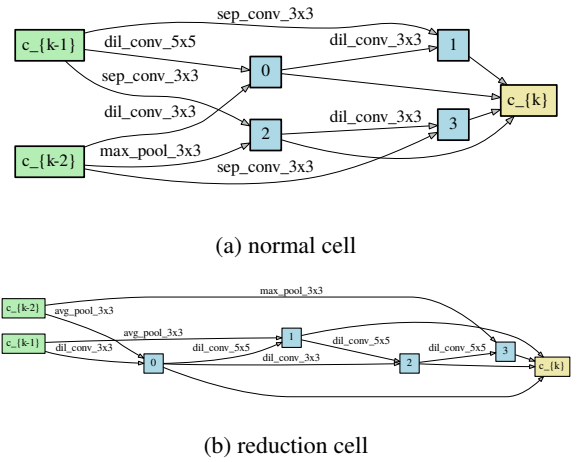 sep_conv_3x3
c_{k-1}
dil_conv_5x5
dil_conv_3x3
1
0
sep_conv_3x3
c_{k}
dil_conv_3x3
dil_conv_3x3
3
2
max_pool_3x3
c_{k-2}
sep_conv_3x3
(a) normal cell
max_pool_3x3
c_{k-2}
avg_pool_3x3
avg_pool_3x3
1
c_{k-1}
dil_conv_3x3
dil_conv_5x5
dil_conv_5x5
3
0
dil_conv_3x3
2
dil_conv_5x5
c_{k}
(b) reduction cell